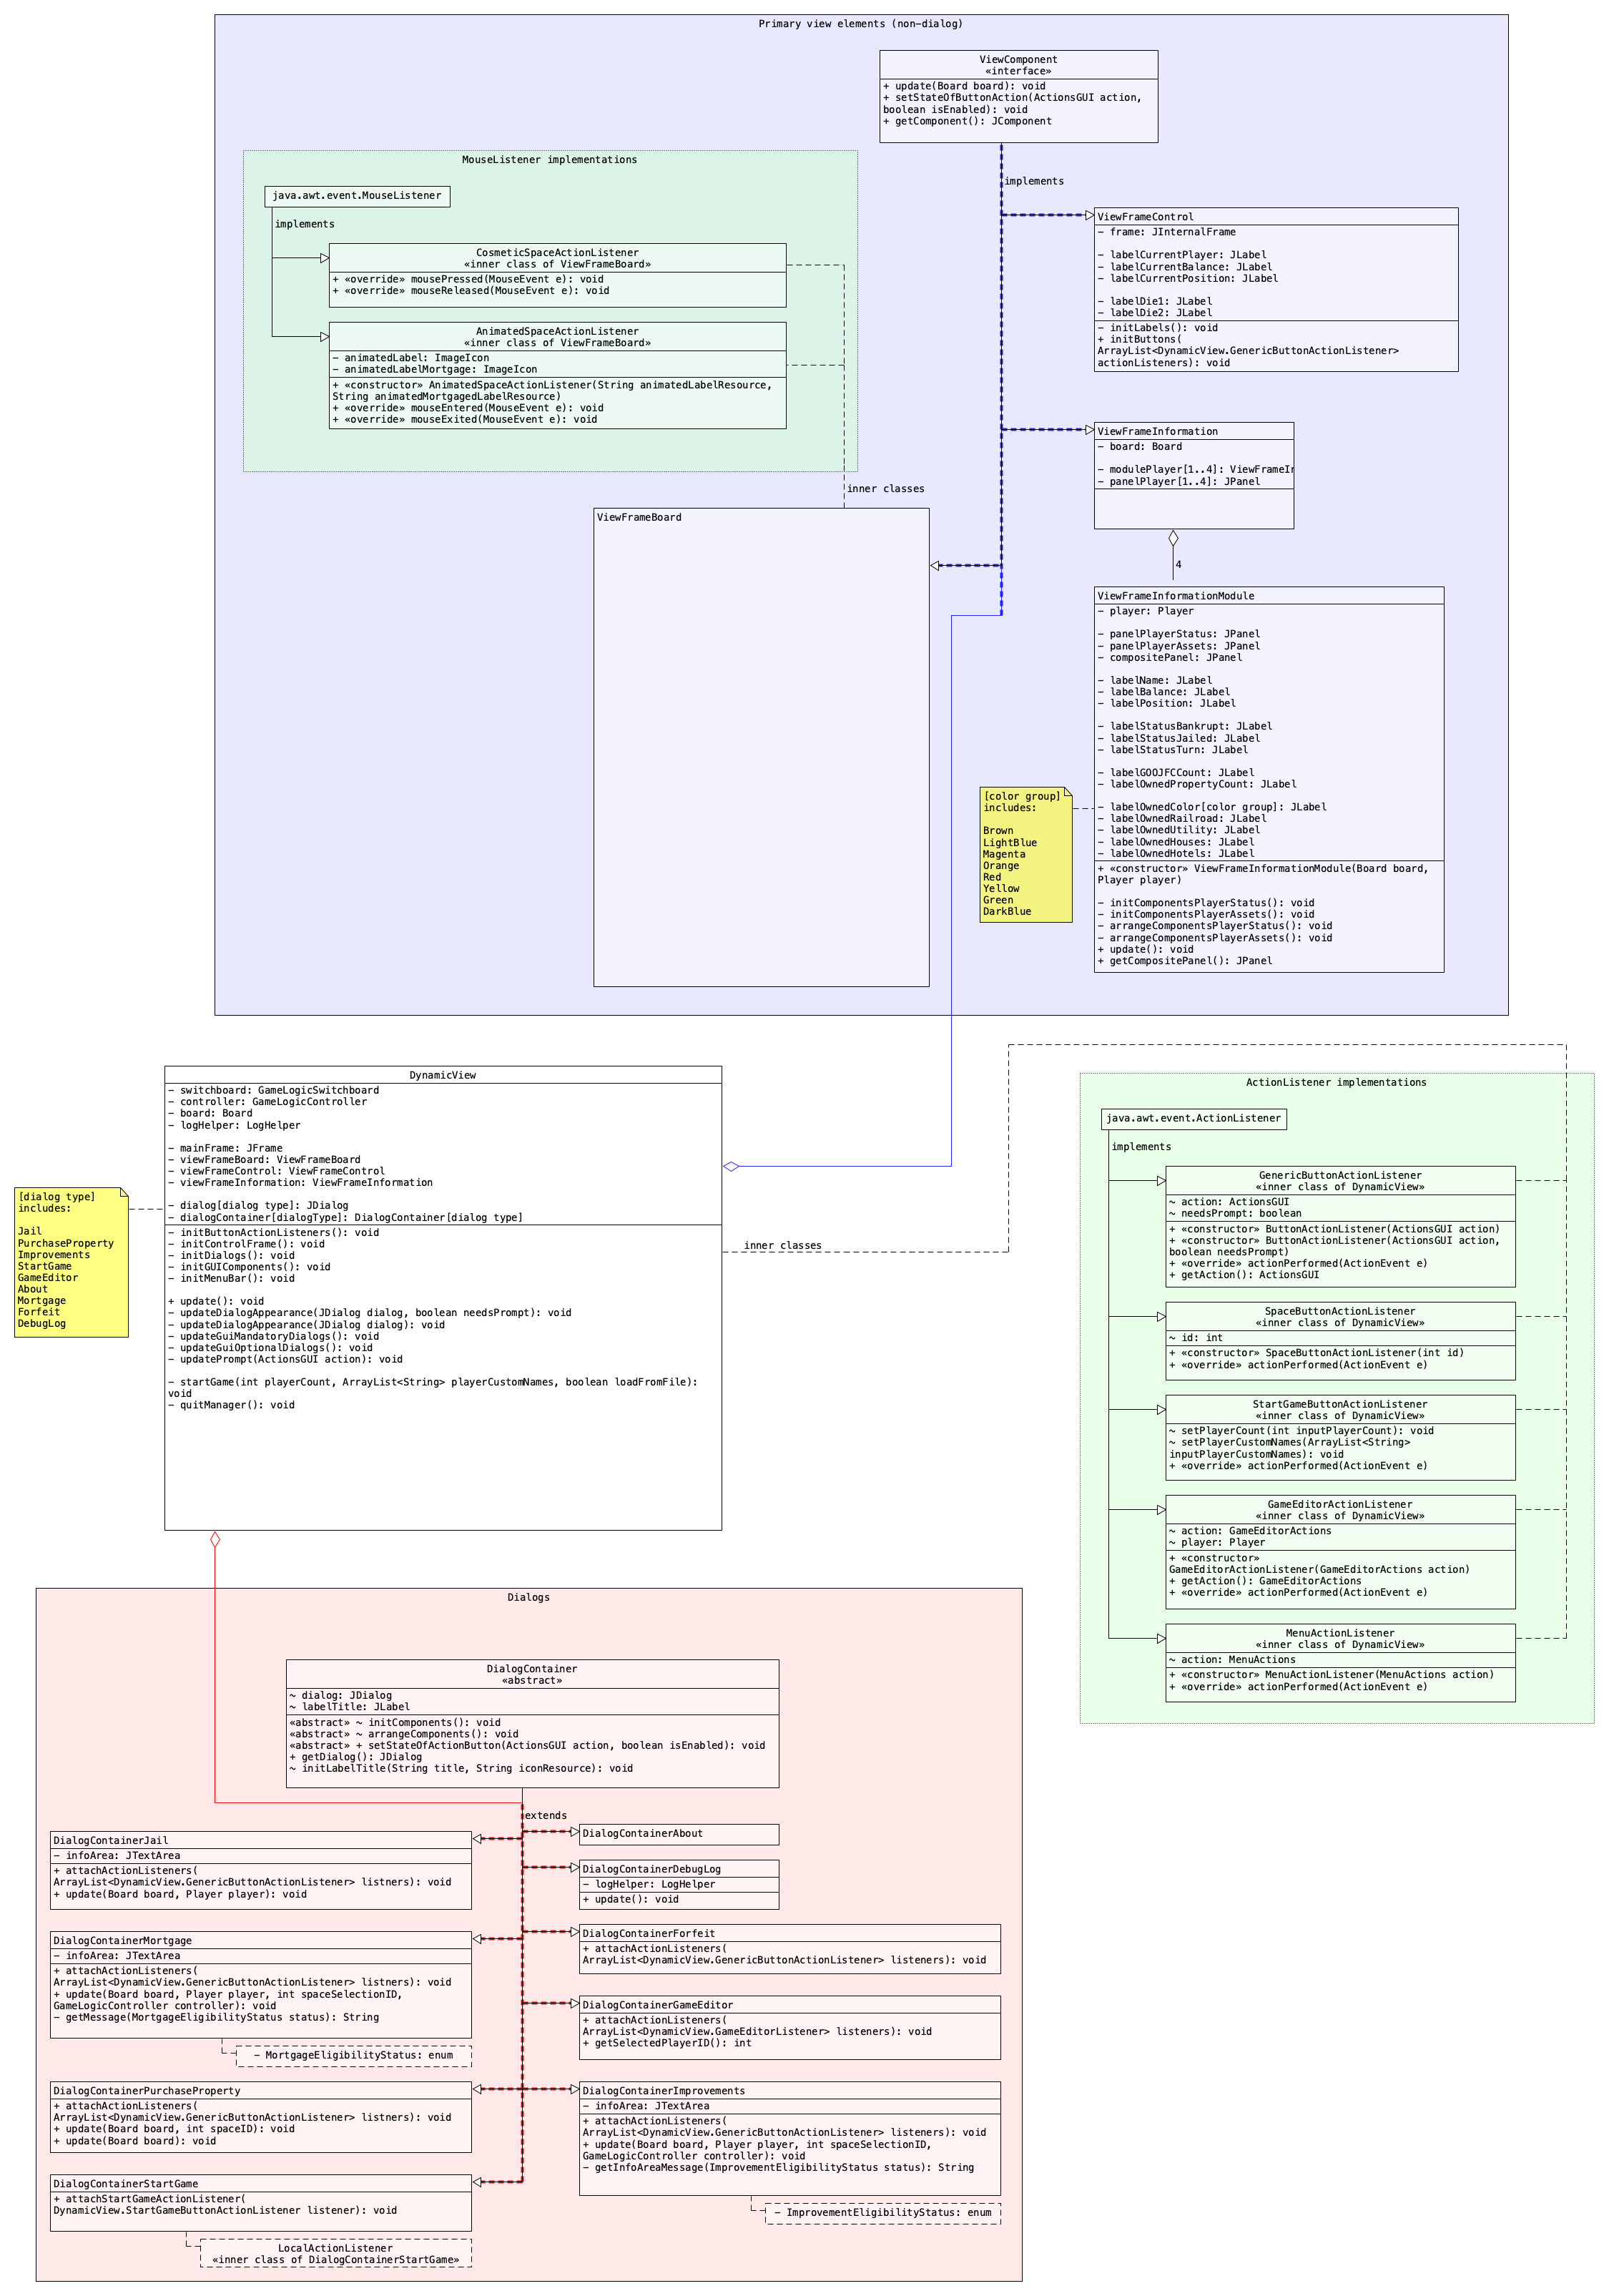 Primary view elements (non-dialog)
ViewComponent
«interface»
+ update(Board board): void
+ setStateOfButtonAction(ActionsGUI action,
boolean isEnabled): void
+ getComponent(): JComponent
implements
MouseListener implementations
java.awt.event.MouseListener
implements
CosmeticSpaceActionListener
«inner class of ViewFrameBoard»
+ «override» mousePressed(MouseEvent e): void
+ «override» mouseReleased(MouseEvent e): void
AnimatedSpaceActionListener
«inner class of ViewFrameBoard»
− animatedLabel: ImageIcon
− animatedLabelMortgage: ImageIcon
+ «constructor» AnimatedSpaceActionListener(String animatedLabelResource,
String animatedMortgagedLabelResource)
+ «override» mouseEntered(MouseEvent e): void
+ «override» mouseExited(MouseEvent e): void
inner classes
ViewFrameBoard
ViewFrameControl
− frame: JInternalFrame
− labelCurrentPlayer: JLabel
− labelCurrentBalance: JLabel
− labelCurrentPosition: JLabel
− labelDie1: JLabel
− labelDie2: JLabel
− initLabels(): void
+ initButtons(
ArrayList<DynamicView.GenericButtonActionListener>
actionListeners): void
ViewFrameInformation
− board: Board
− modulePlayer[1..4]: ViewFrameIn
− panelPlayer[1..4]: JPanel
4
ViewFrameInformationModule
− player: Player
− panelPlayerStatus: JPanel
− panelPlayerAssets: JPanel
− compositePanel: JPanel
− labelName: JLabel
− labelBalance: JLabel
− labelPosition: JLabel
− labelStatusBankrupt: JLabel
− labelStatusJailed: JLabel
− labelStatusTurn: JLabel
− labelGOOJFCCount: JLabel
− labelOwnedPropertyCount: JLabel
− labelOwnedColor[color group]: JLabel
− labelOwnedRailroad: JLabel
− labelOwnedUtility: JLabel
− labelOwnedHouses: JLabel
− labelOwnedHotels: JLabel
+ «constructor» ViewFrameInformationModule(Board board,
Player player)
− initComponentsPlayerStatus(): void
− initComponentsPlayerAssets(): void
− arrangeComponentsPlayerStatus(): void
− arrangeComponentsPlayerAssets(): void
+ update(): void
+ getCompositePanel(): JPanel
[color group]
includes:
Brown
LightBlue
Magenta
Orange
Red
Yellow
Green
DarkBlue
DynamicView
− switchboard: GameLogicSwitchboard
− controller: GameLogicController
− board: Board
− logHelper: LogHelper
− mainFrame: JFrame
− viewFrameBoard: ViewFrameBoard
− viewFrameControl: ViewFrameControl
− viewFrameInformation: ViewFrameInformation
− dialog[dialog type]: JDialog
− dialogContainer[dialogType]: DialogContainer[dialog type]
− initButtonActionListeners(): void
− initControlFrame(): void
− initDialogs(): void
− initGUIComponents(): void
− initMenuBar(): void
+ update(): void
− updateDialogAppearance(JDialog dialog, boolean needsPrompt): void
− updateDialogAppearance(JDialog dialog): void
− updateGuiMandatoryDialogs(): void
− updateGuiOptionalDialogs(): void
− updatePrompt(ActionsGUI action): void
− startGame(int playerCount, ArrayList<String> playerCustomNames, boolean loadFromFile):
void
− quitManager(): void
[dialog type]
includes:
Jail
PurchaseProperty
Improvements
StartGame
GameEditor
About
Mortgage
Forfeit
DebugLog
inner classes
ActionListener implementations
java.awt.event.ActionListener
implements
GenericButtonActionListener
«inner class of DynamicView»
~ action: ActionsGUI
~ needsPrompt: boolean
+ «constructor» ButtonActionListener(ActionsGUI action)
+ «constructor» ButtonActionListener(ActionsGUI action,
boolean needsPrompt)
+ «override» actionPerformed(ActionEvent e)
+ getAction(): ActionsGUI
SpaceButtonActionListener
«inner class of DynamicView»
~ id: int
+ «constructor» SpaceButtonActionListener(int id)
+ «override» actionPerformed(ActionEvent e)
StartGameButtonActionListener
«inner class of DynamicView»
~ setPlayerCount(int inputPlayerCount): void
~ setPlayerCustomNames(ArrayList<String>
inputPlayerCustomNames): void
+ «override» actionPerformed(ActionEvent e)
GameEditorActionListener
«inner class of DynamicView»
~ action: GameEditorActions
~ player: Player
+ «constructor»
GameEditorActionListener(GameEditorActions action)
+ getAction(): GameEditorActions
+ «override» actionPerformed(ActionEvent e)
MenuActionListener
«inner class of DynamicView»
~ action: MenuActions
+ «constructor» MenuActionListener(MenuActions action)
+ «override» actionPerformed(ActionEvent e)
Dialogs
DialogContainer
«abstract»
~ dialog: JDialog
~ labelTitle: JLabel
«abstract» ~ initComponents(): void
«abstract» ~ arrangeComponents(): void
«abstract» + setStateOfActionButton(ActionsGUI action, boolean isEnabled): void
+ getDialog(): JDialog
~ initLabelTitle(String title, String iconResource): void
extends
DialogContainerJail
− infoArea: JTextArea
+ attachActionListeners(
ArrayList<DynamicView.GenericButtonActionListener> listners): void
+ update(Board board, Player player): void
DialogContainerMortgage
− infoArea: JTextArea
+ attachActionListeners(
ArrayList<DynamicView.GenericButtonActionListener> listners): void
+ update(Board board, Player player, int spaceSelectionID,
GameLogicController controller): void
− getMessage(MortgageEligibilityStatus status): String
− MortgageEligibilityStatus: enum
DialogContainerPurchaseProperty
+ attachActionListeners(
ArrayList<DynamicView.GenericButtonActionListener> listners): void
+ update(Board board, int spaceID): void
+ update(Board board): void
DialogContainerStartGame
+ attachStartGameActionListener(
DynamicView.StartGameButtonActionListener listener): void
LocalActionListener
«inner class of DialogContainerStartGame»
DialogContainerAbout
DialogContainerDebugLog
− logHelper: LogHelper
+ update(): void
DialogContainerForfeit
+ attachActionListeners(
ArrayList<DynamicView.GenericButtonActionListener> listeners): void
DialogContainerGameEditor
+ attachActionListeners(
ArrayList<DynamicView.GameEditorListener> listeners): void
+ getSelectedPlayerID(): int
DialogContainerImprovements
− infoArea: JTextArea
+ attachActionListeners(
ArrayList<DynamicView.GenericButtonActionListener> listeners): void
+ update(Board board, Player player, int spaceSelectionID,
GameLogicController controller): void
− getInfoAreaMessage(ImprovementEligibilityStatus status): String
− ImprovementEligibilityStatus: enum